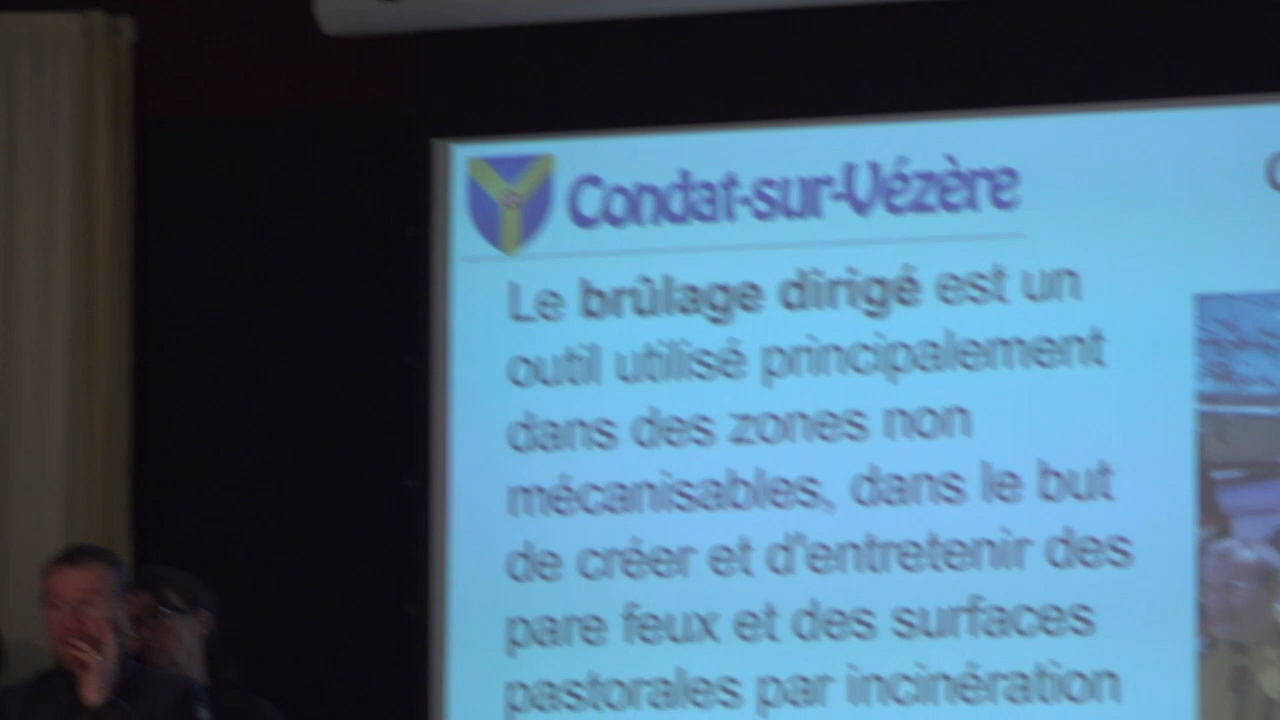 Condat-sur-Vézère
Le brûlage dirigé est un
outil utilisé principalement
dans des zones non
mécanisables, dans le but
de créer et d'entretenir des
pare feux et des surfaces
pastorales par incinération